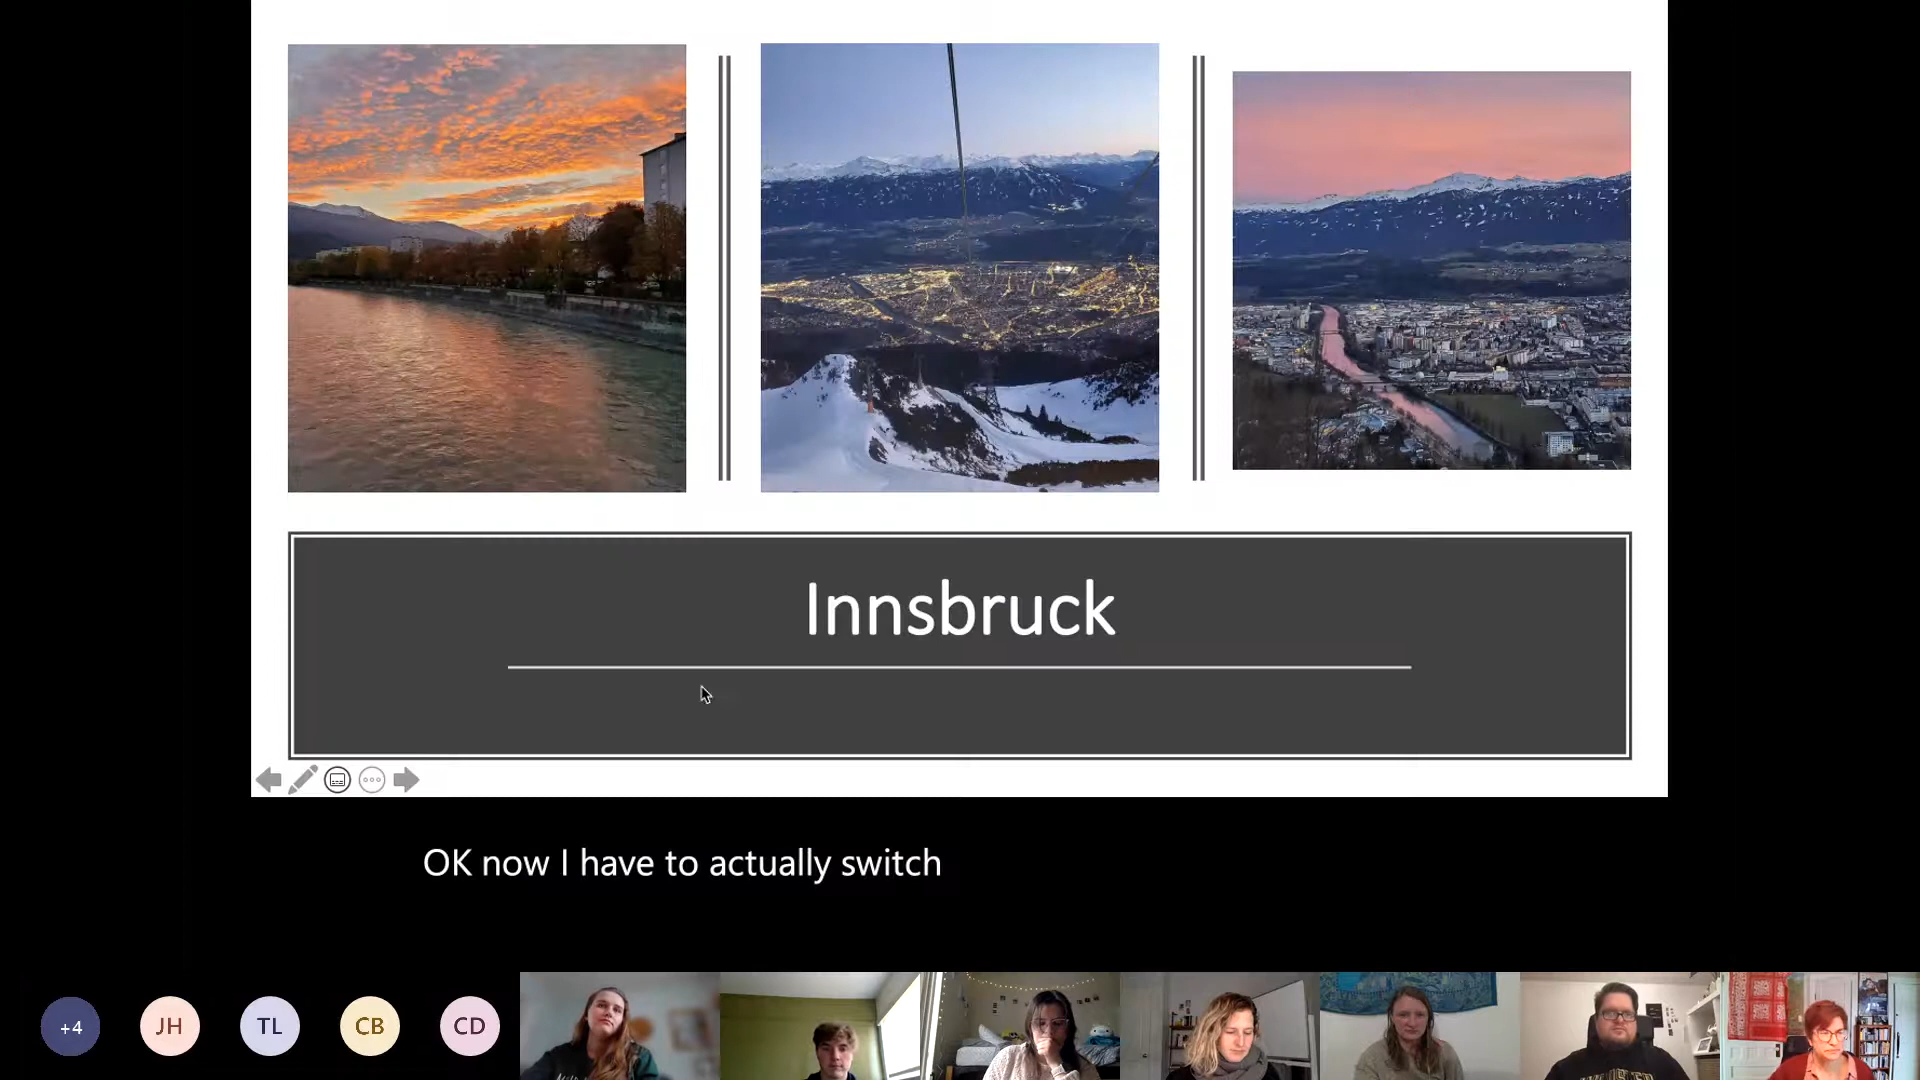 Innsbruck
OK now I have to actually switch
+4
JH
TL
CB
CD